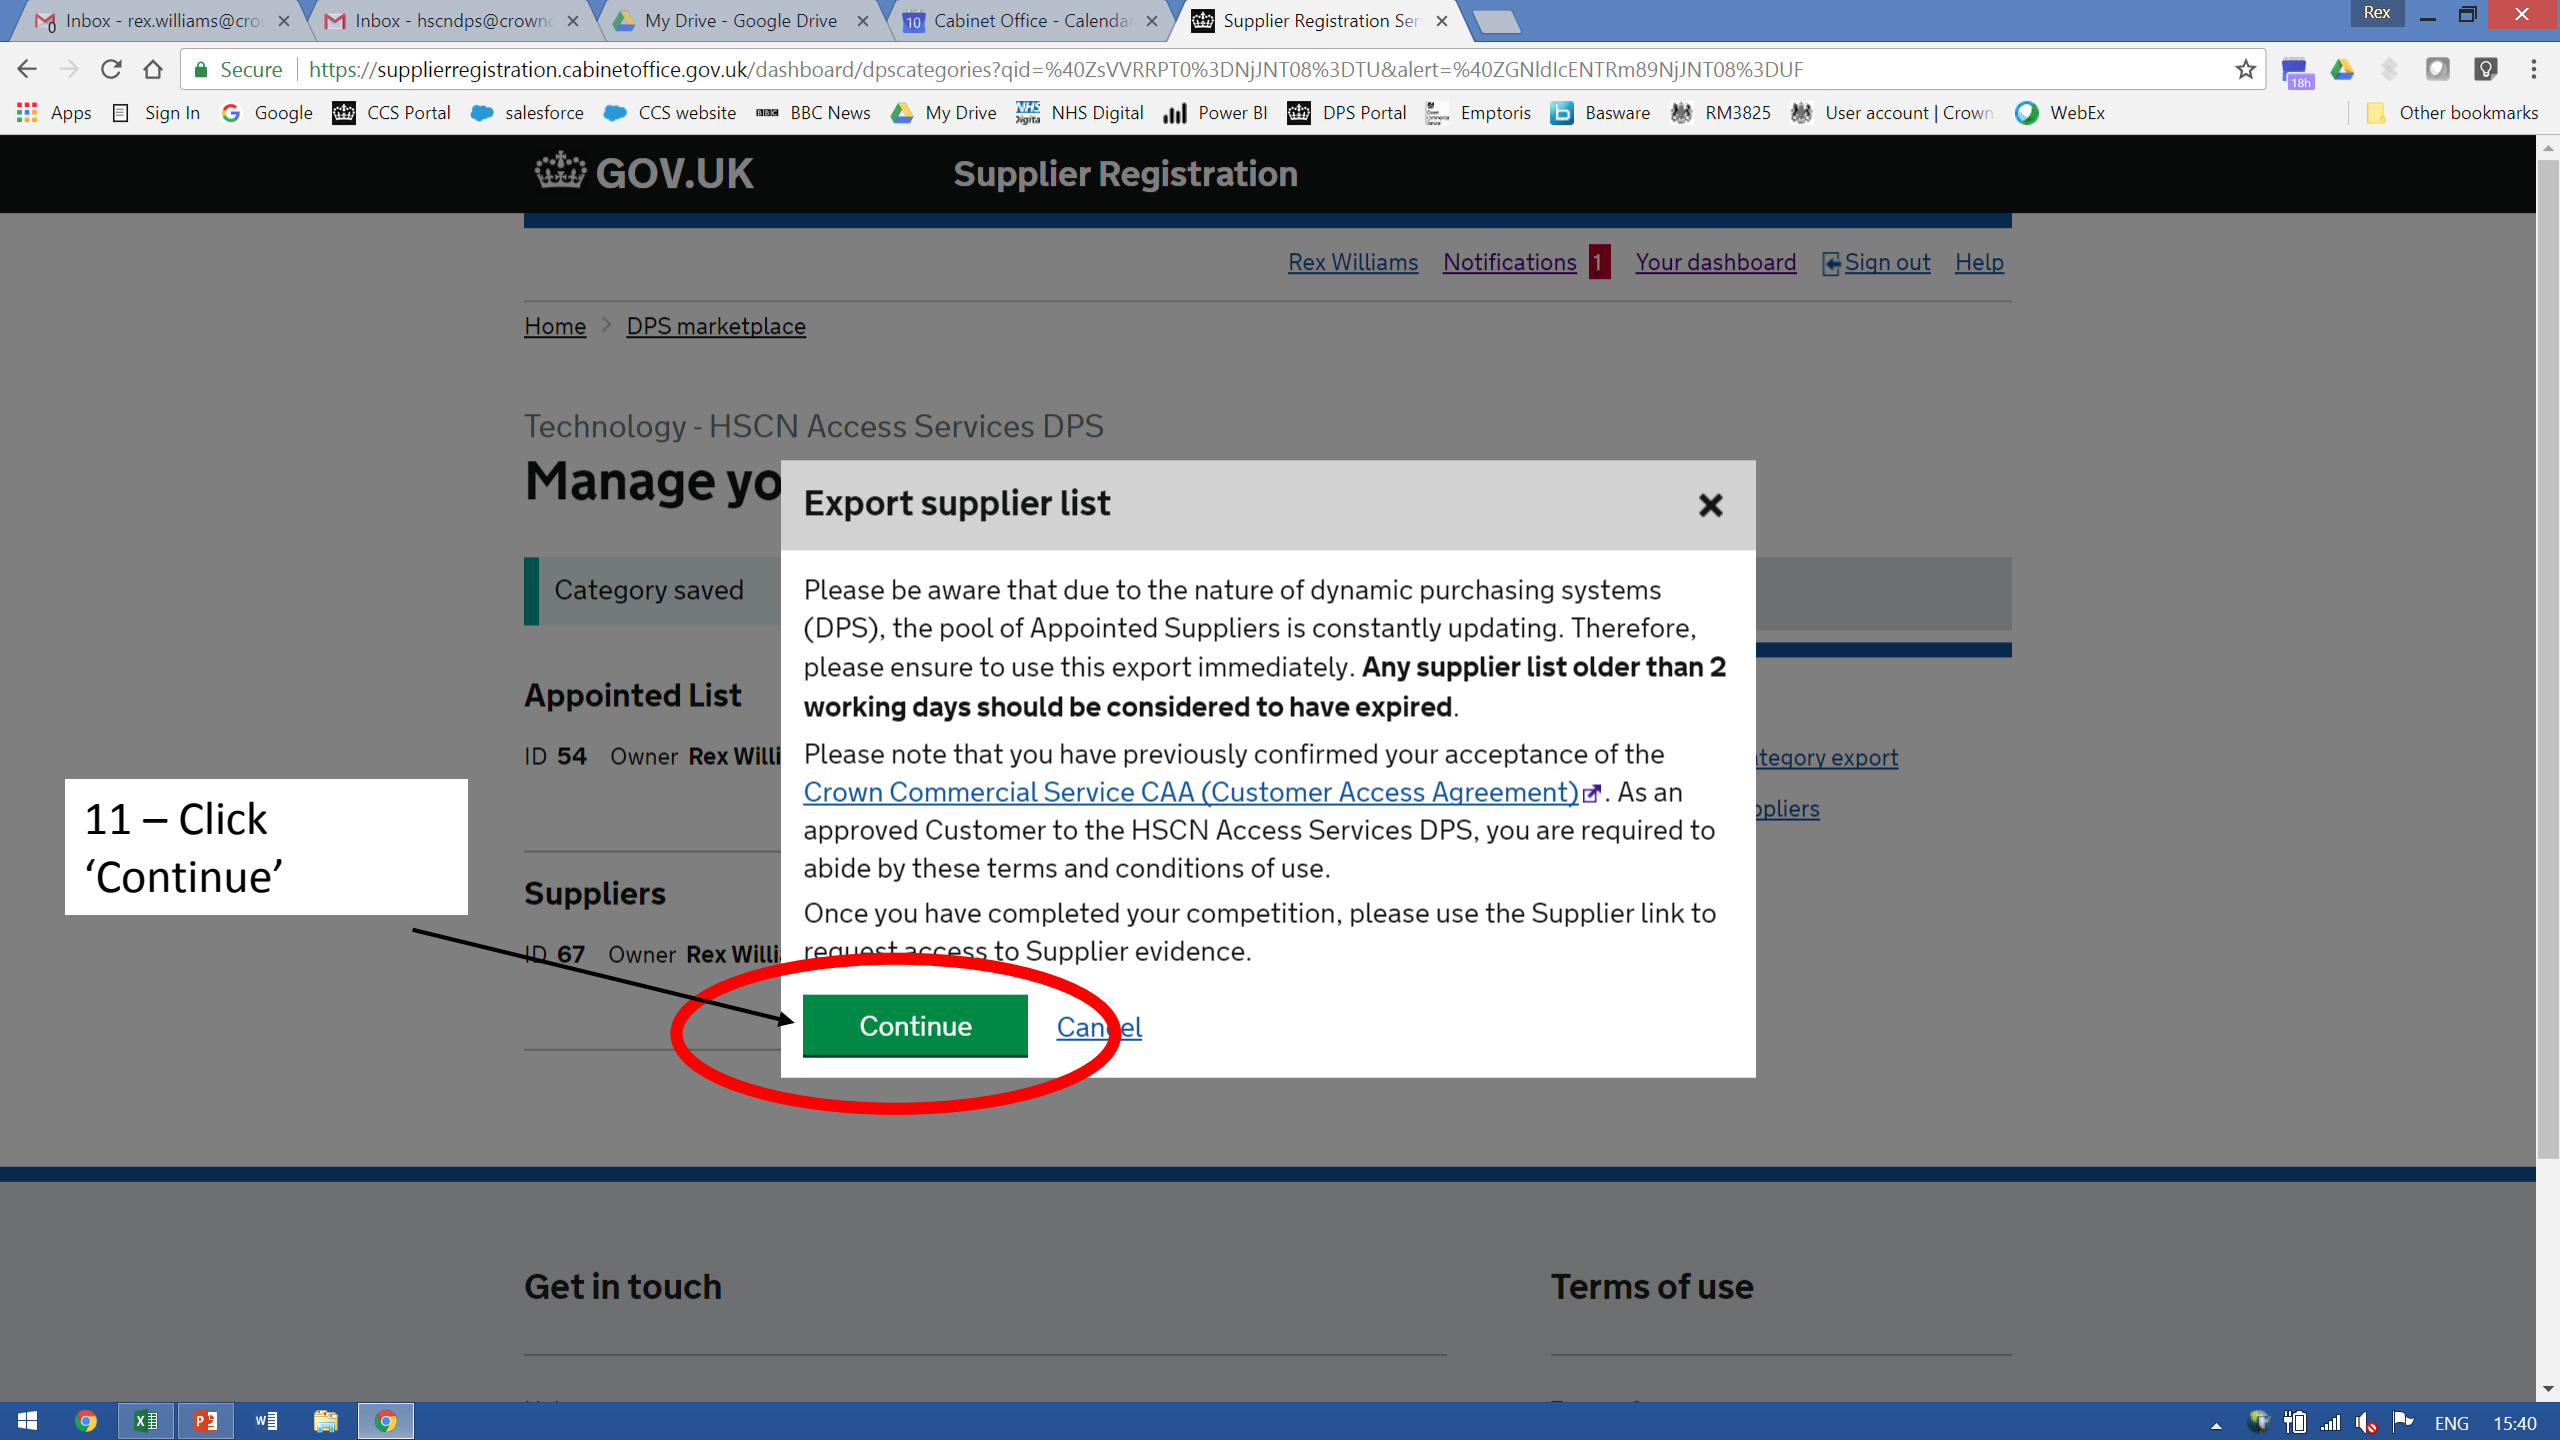 Inbox - rex.williams@cro
Inbox - hscndps@crownc
My Drive - Google Drive
Cabinet Office - Calenda
Supplier Registration Ser
Rex
Secure
https://supplierregistration.cabinetoffice.gov.uk/dashboard/dpscategories?qid=%40ZsVVRRPT0%3DNjJNT08%3DTU&alert=%40ZGNldIcENTRm89NjJNT08%3DUF
18h
Apps
Sign In
Google
CCS Portal
salesforce
CCS website
BBC News
My Drive
NHS Digital
Power BI
DPS Portal
Emptoris
Basware
RM3825
User account | Crown
WebEx
Other bookmarks
GOV.UK
Supplier Registration
Rex Williams
Notifications 1
Your dashboard
Sign out
Help
Home
DPS marketplace
Technology - HSCN Access Services DPS
Manage yo
Category saved
Appointed List
ID 54 Owner Rex Willi
Suppliers
ID 67 Owner Rex Willi
tegory export
ppliers
Export supplier list
Please be aware that due to the nature of dynamic purchasing systems
(DPS), the pool of Appointed Suppliers is constantly updating. Therefore,
please ensure to use this export immediately. Any supplier list older than 2
working days should be considered to have expired.
Please note that you have previously confirmed your acceptance of the
Crown Commercial Service CAA (Customer Access Agreement). As an
approved Customer to the HSCN Access Services DPS, you are required to
abide by these terms and conditions of use.
Once you have completed your competition, please use the Supplier link to
request access to Supplier evidence.
Continue
Cancel
11 – Click
‘Continue’
Get in touch
Terms of use
ENG
15:40